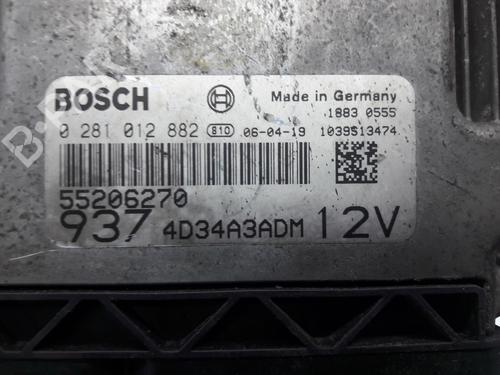 BOSCH
Made in Germany
1883 0555
0 281 012 882 810 06-04-19 1039S13474
55206270
937 4D34A3ADM 12V